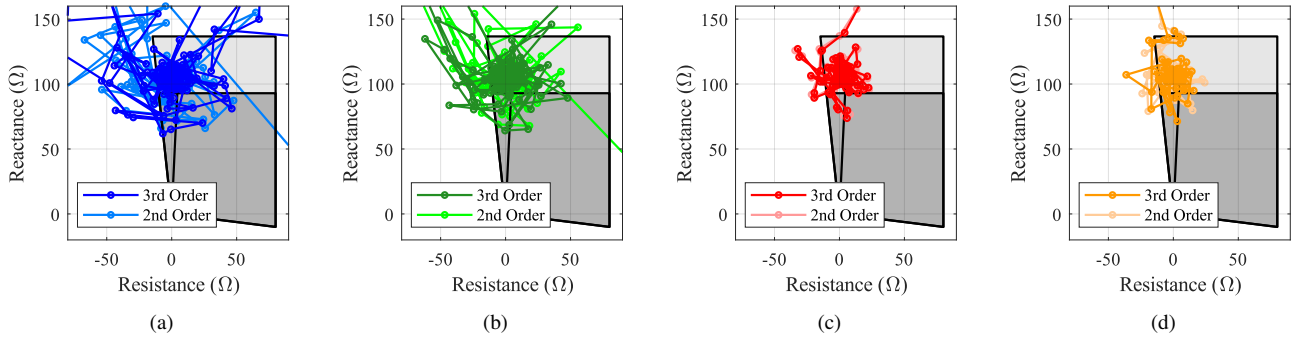 150
100
50
0
-50
0
50
Reactance (Ω)
Resistance (Ω)
3rd Order
2nd Order
(a)
150
100
50
0
-50
0
50
Reactance (Ω)
Resistance (Ω)
3rd Order
2nd Order
(b)
150
100
50
0
-50
0
50
Reactance (Ω)
Resistance (Ω)
3rd Order
2nd Order
(c)
150
100
50
0
-50
0
50
Reactance (Ω)
Resistance (Ω)
3rd Order
2nd Order
(d)